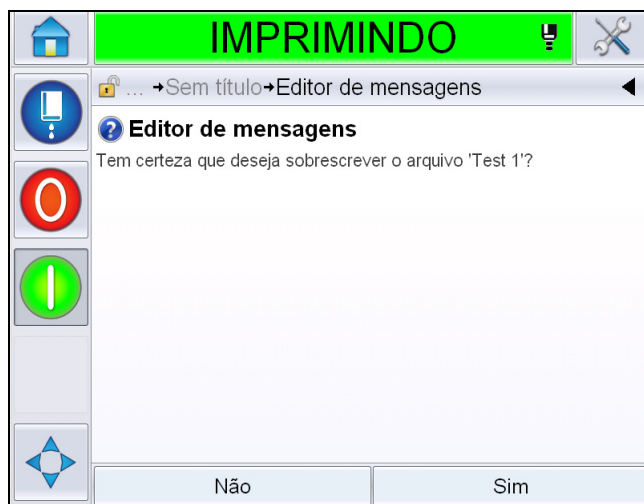 IMPRIMINDO
... →Sem título→Editor de mensagens
Editor de mensagens
Tem certeza que deseja sobrescrever o arquivo 'Test 1'?
Não
Sim